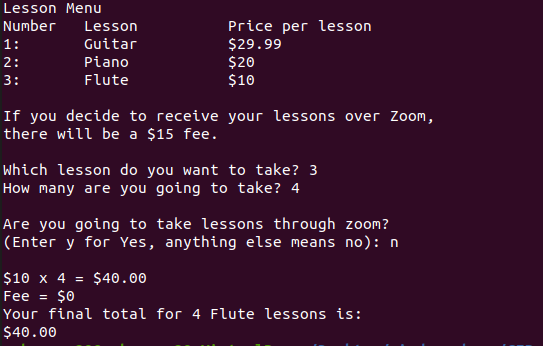 Lesson Menu
Number Lesson Price per lesson
1: Guitar $29.99
2: Piano $20
3: Flute $10
If you decide to receive your lessons over Zoom,
there will be a $15 fee.
Which lesson do you want to take? 3
How many are you going to take? 4
Are you going to take lessons through zoom?
(Enter y for Yes, anything else means no): n
$10 x 4 = $40.00
Fee = $0
Your final total for 4 Flute lessons is:
$40.00